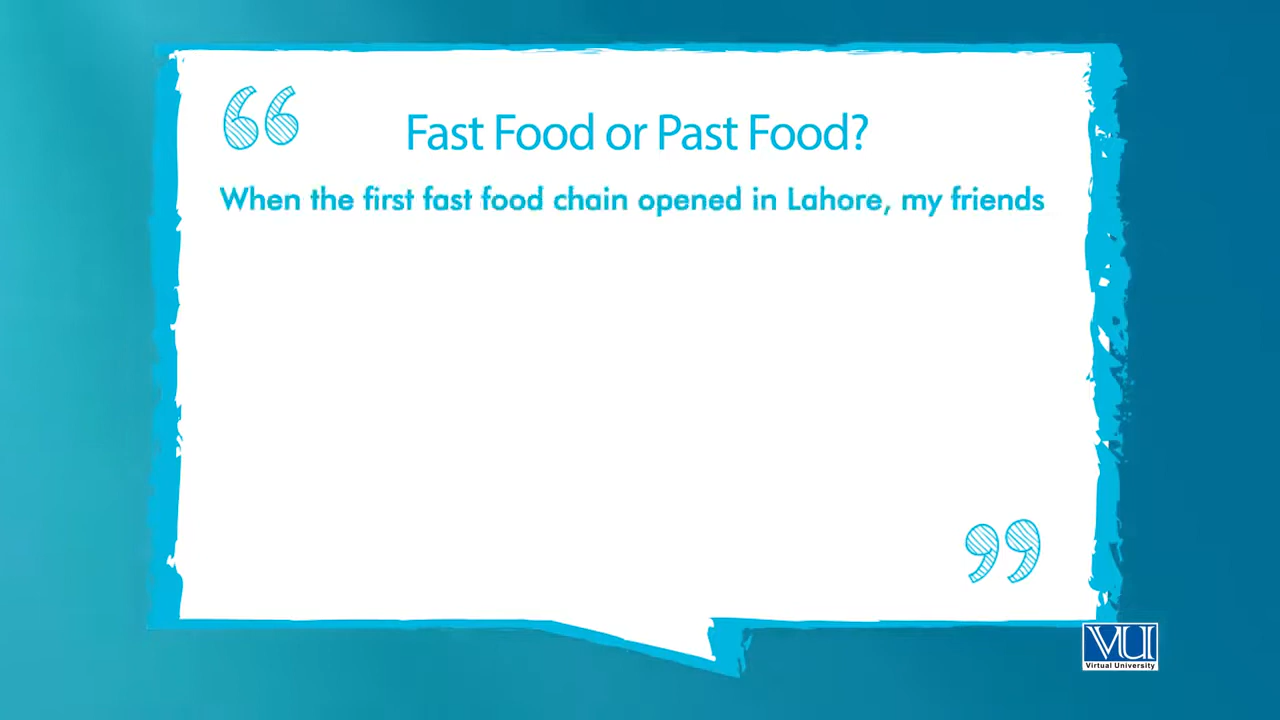 Fast Food or Past Food?
When the first fast food chain opened in Lahore, my friends
VU
Virtual University